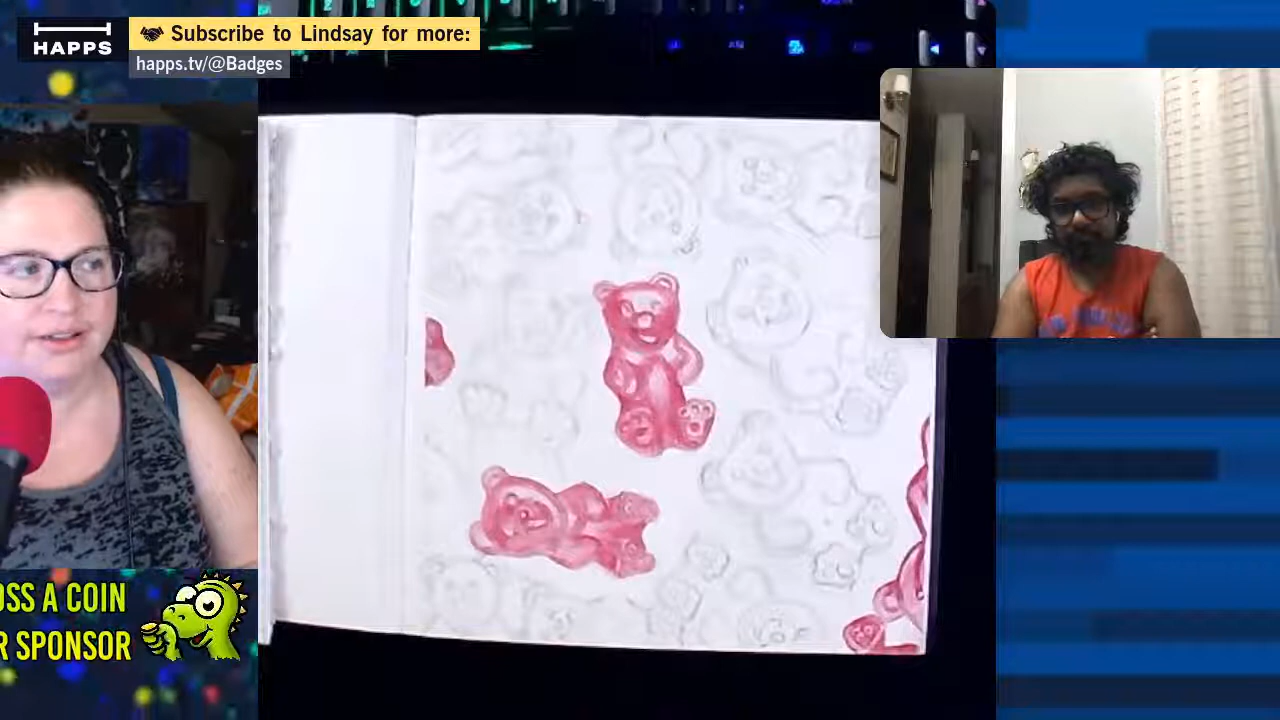 HAPPS
Subscribe to Lindsay for more:
happs.tv/@Badges
OSS A COIN
R SPONSOR